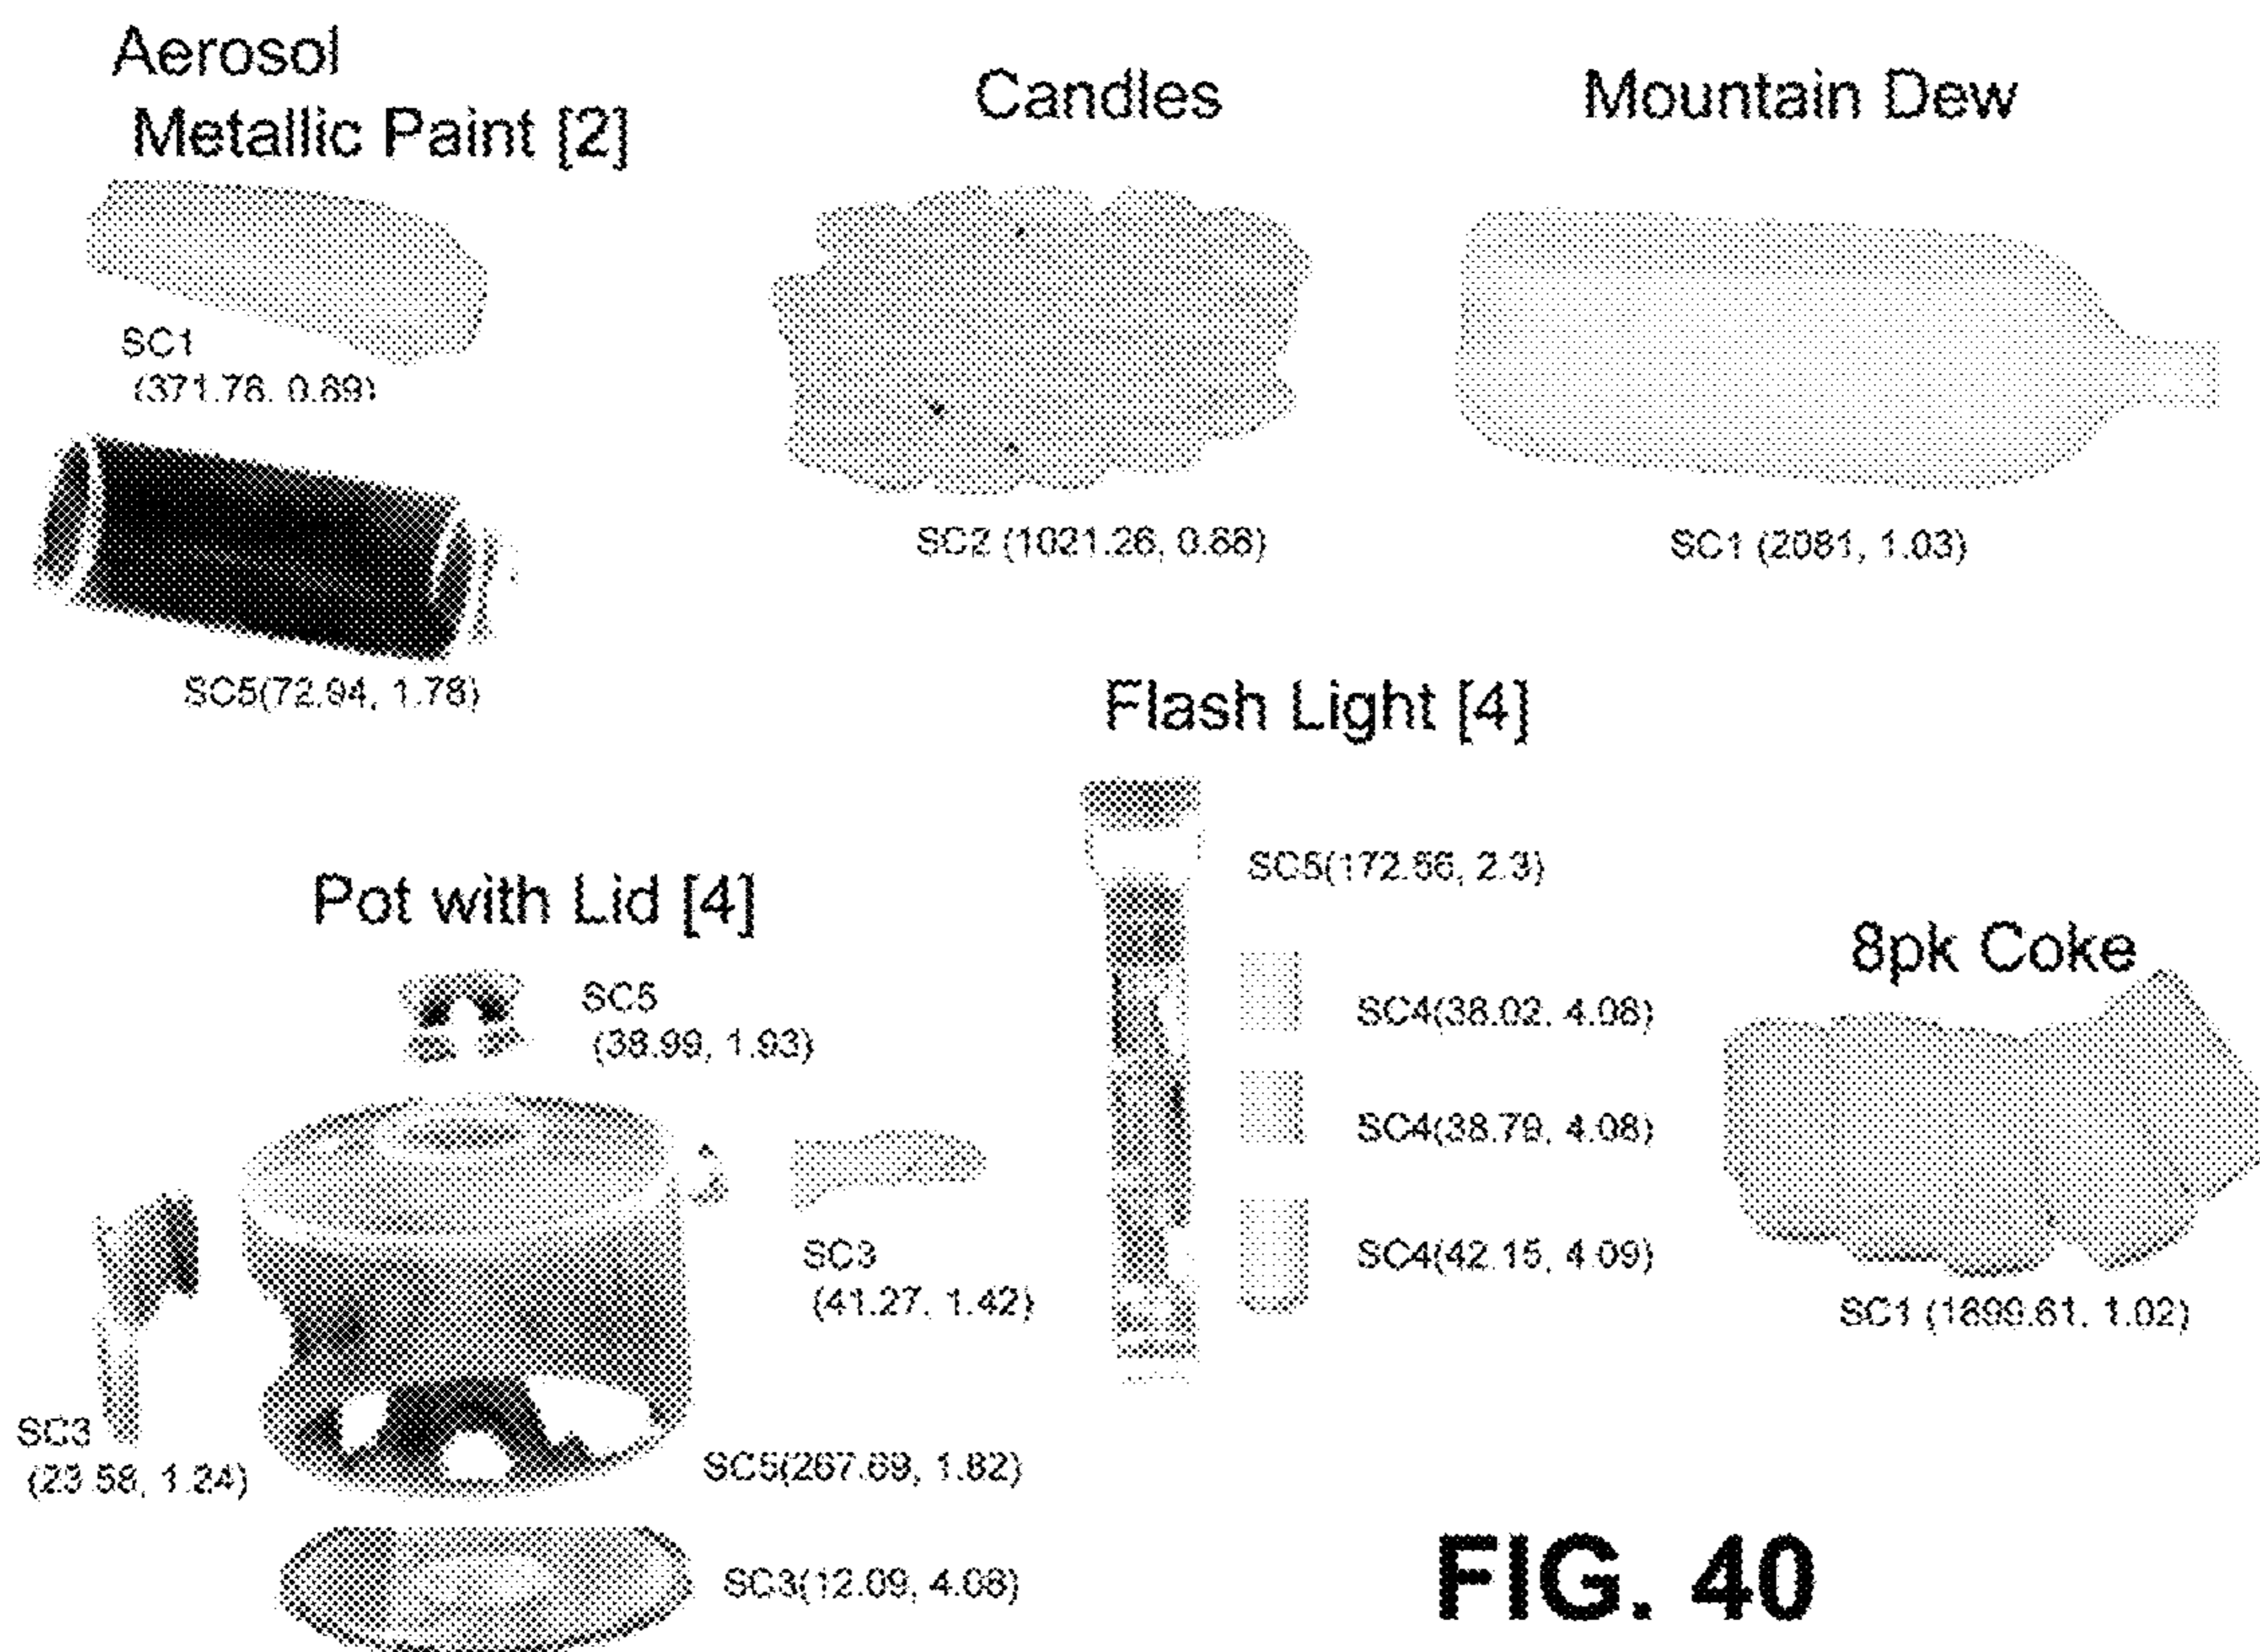 Aerosol
Metallic Paint [2]
SC1
(371.78, 0.89)
SC5(72.94, 1.78)
Candles
SC2 (1021.26, 0.88)
Mountain Dew
SC1 (2081, 1.03)
Flash Light [4]
SC5(172.86, 2.3)
SC4(38.02, 4.08)
SC4(38.79, 4.08)
SC4(42.15, 4.09)
Pot with Lid [4]
SC5
(38.99, 1.93)
SC3
(41.27, 1.42)
SC3
(23.58, 1.24)
SC5(267.69, 1.82)
SC3(12.09, 4.08)
8pk Coke
SC1 (1899.61, 1.02)
FIG. 40